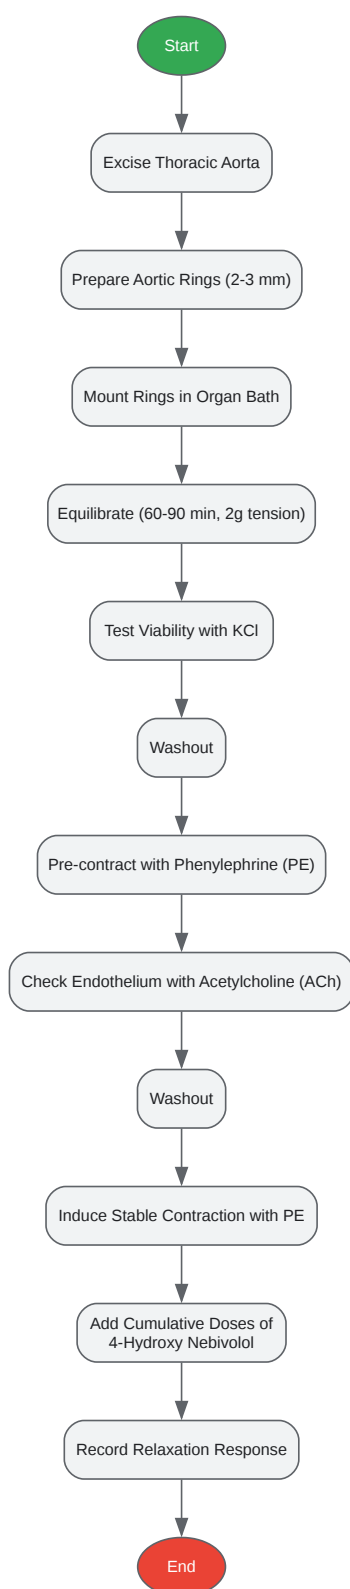 Start
Excise Thoracic Aorta
Prepare Aortic Rings (2-3 mm)
Mount Rings in Organ Bath
Equilibrate (60-90 min, 2g tension)
Test Viability with KCl
Washout
Pre-contract with Phenylephrine (PE)
Check Endothelium with Acetylcholine (ACh)
Washout
Induce Stable Contraction with PE
Add Cumulative Doses of
4-Hydroxy Nebivolol
Record Relaxation Response
End